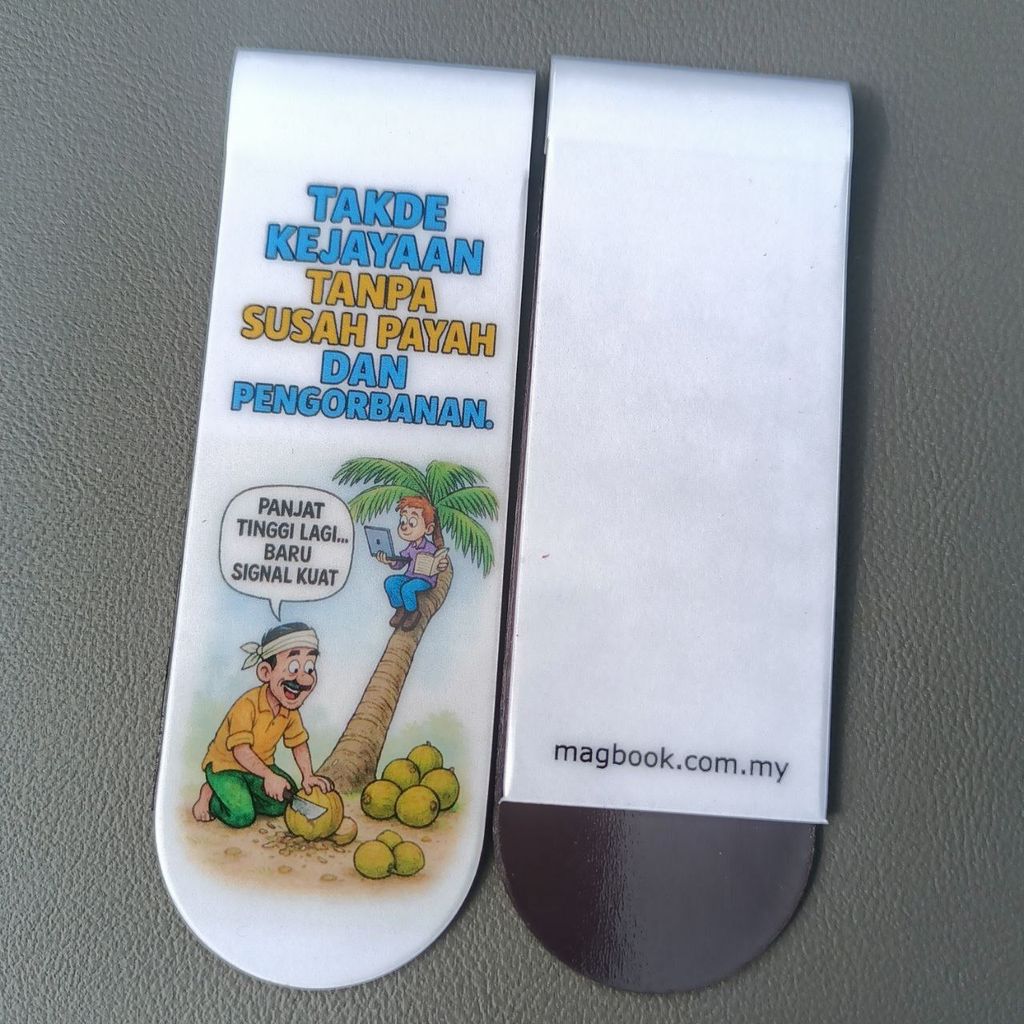 TAKDE
KEJAYAAN
TANPA
SUSAH PAYAH
DAN
PENGORBANAN.
PANJAT
TINGGI LAGI...
BARU
SIGNAL KUAT
magbook.com.my